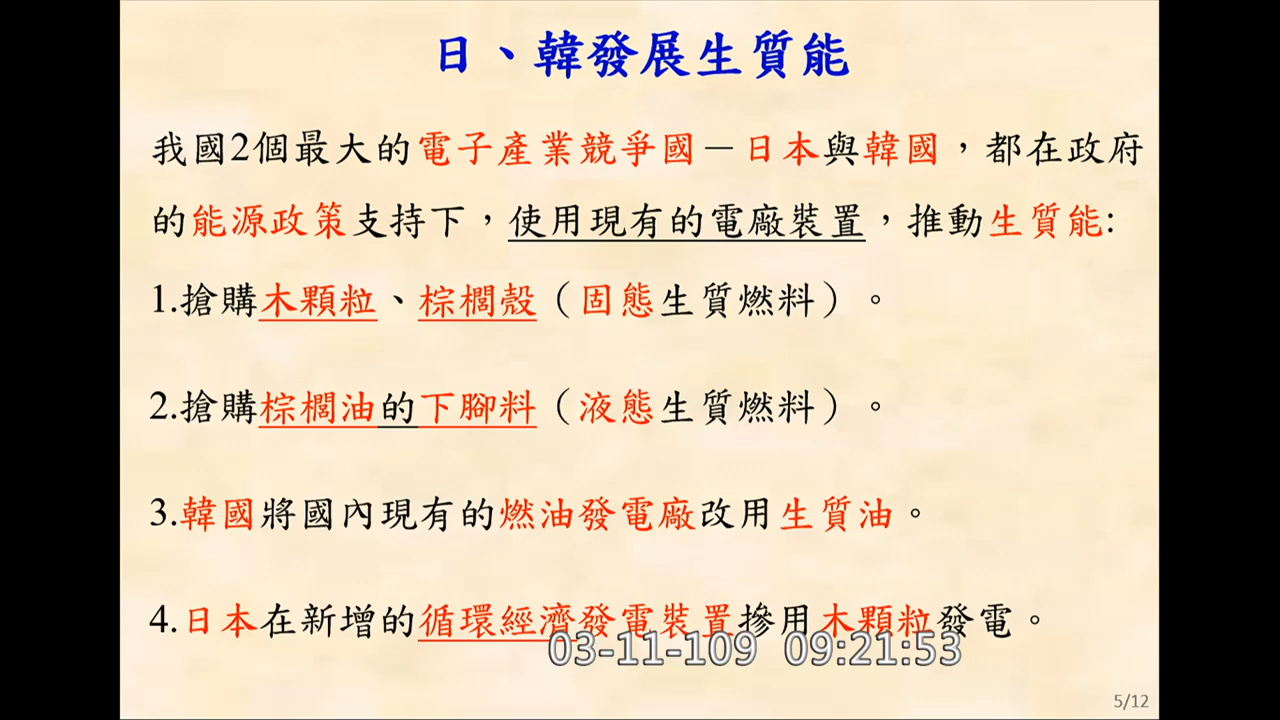 日、韓發展生質能
我國2個最大的電子產業競爭國－日本與韓國，都在政府
的能源政策支持下，使用現有的電廠裝置，推動生質能:
1.搶購木顆粒、棕櫚殼（固態生質燃料）。
2.搶購棕櫚油的下腳料（液態生質燃料）。
3.韓國將國內現有的燃油發電廠改用生質油。
4.日本在新增的循環經濟發電裝置摻用木顆粒發電。
03-11-109 09:21:53
5/12